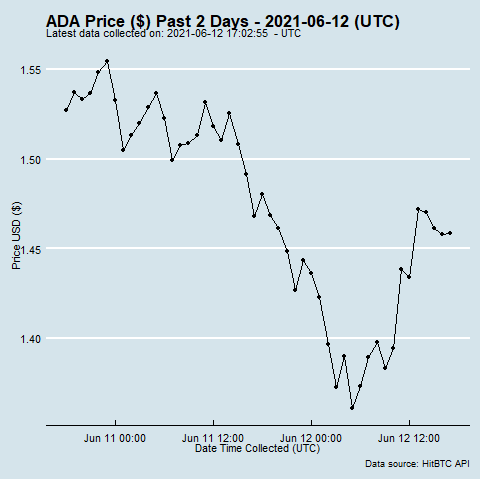 ADA Price ($) Past 2 Days - 2021-06-12 (UTC)
Latest data collected on: 2021-06-12 17:02:55  - UTC
1.55
1.50
1.45
1.40
Price USD ($)
Jun 11 00:00 Jun 11 12:00 Jun 12 00:00 Jun 12 12:00
Date Time Collected (UTC)
Data source: HitBTC API